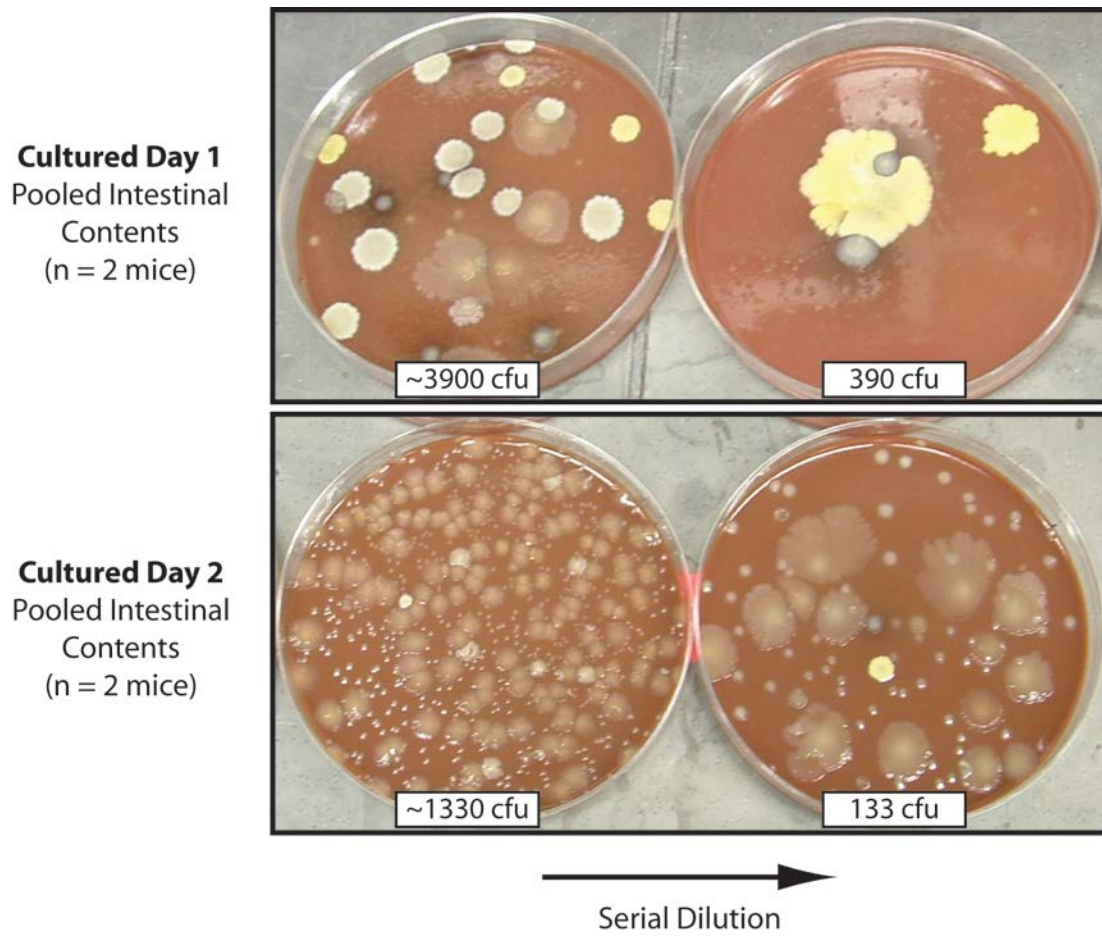 Cultured Day 1
Pooled Intestinal
Contents
(n = 2 mice)
~3900 cfu
390 cfu
Cultured Day 2
Pooled Intestinal
Contents
(n = 2 mice)
~1330 cfu
133 cfu
Serial Dilution